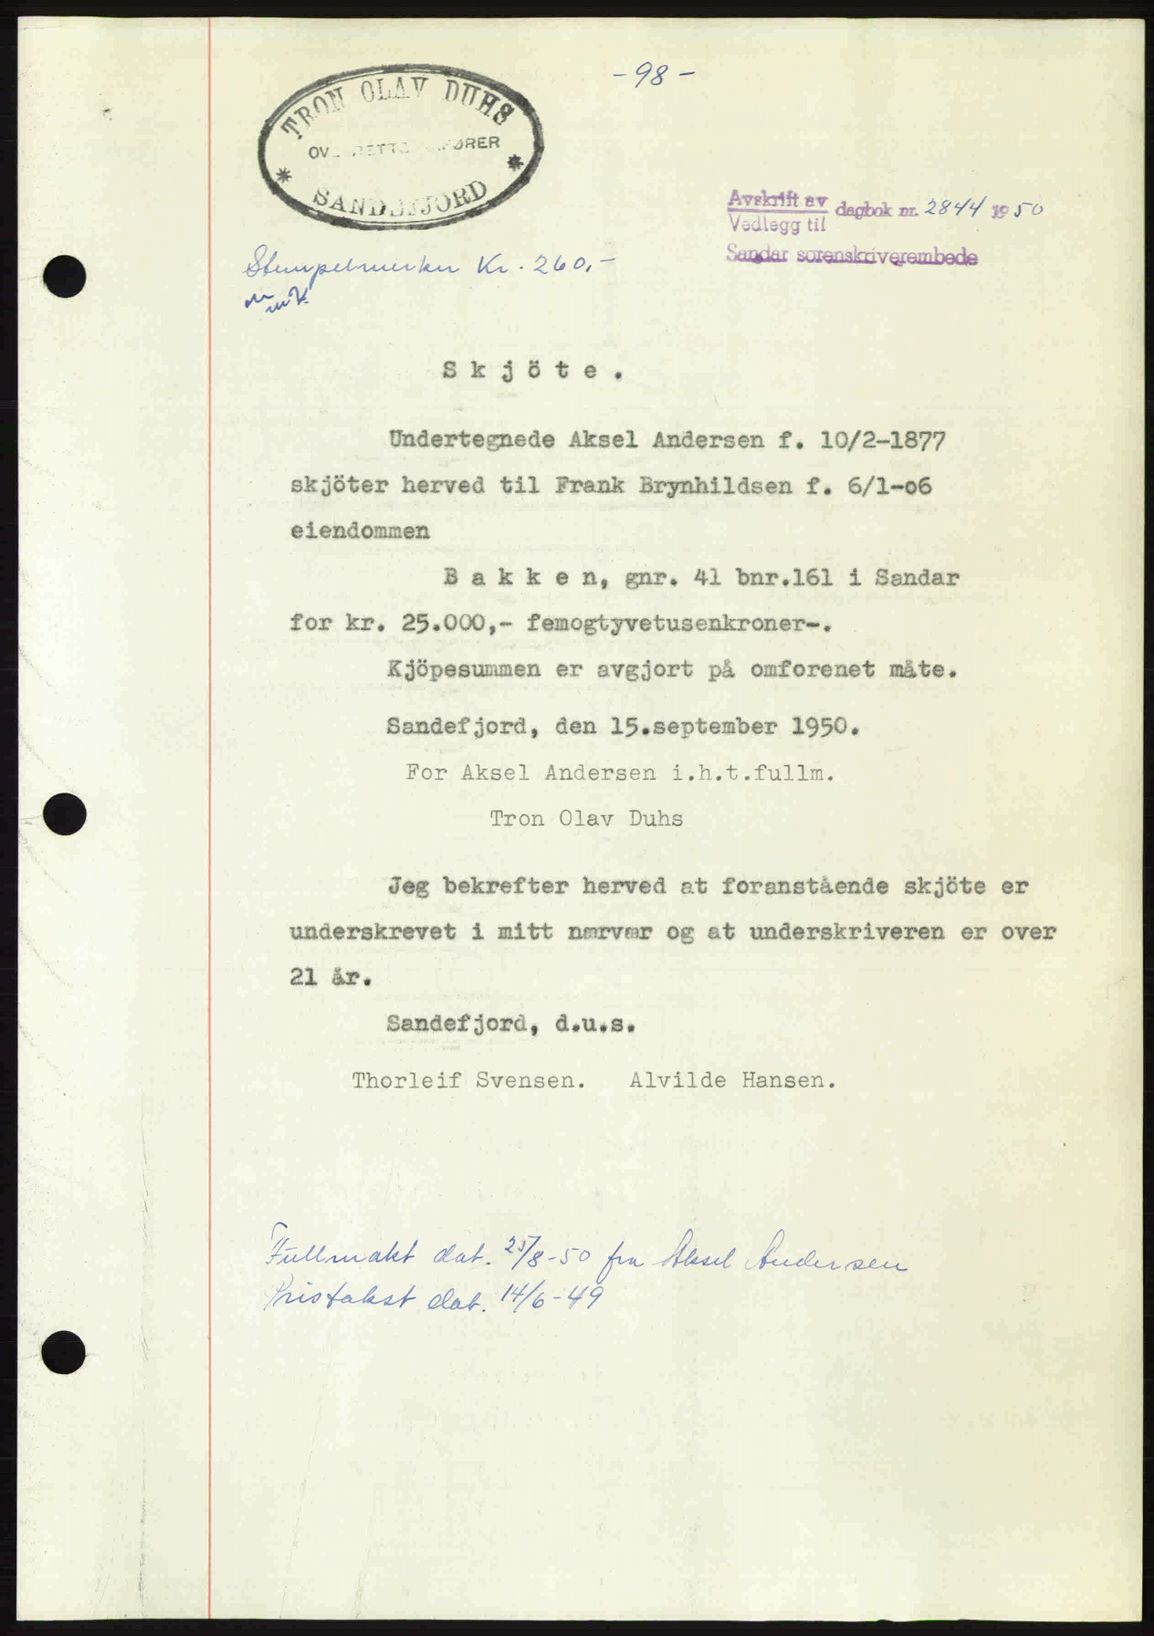 - 98 -
TRON OLAV DUHS
SANDEFJORD
Avskrift av
Vedlegg til
dagbok nr. 2844 1950
Sandar sorenskriverembede
Stempelmerker Kr. 260,-
Skjöte.
Undertegnede Aksel Andersen f. 10/2-1877
skjöter herved til Frank Brynhildsen f. 6/1-06
eiendommen
Bakken, gnr. 41 bnr.161 i Sandar
for kr. 25.000,- femogtyvetusenkroner-.
Kjöpesummen er avgjort på omforenet måte.
Sandefjord, den 15.september 1950.
For Aksel Andersen i.h.t.fullm.
Tron Olav Duhs
Jeg bekrefter herved at foranstående skjöte er
underskrevet i mitt nærvær og at underskriveren er over
21 år.
Sandefjord, d.u.s.
Thorleif Svensen. Alvilde Hansen.
Fullmakt dat. 25/8-50 fra Aksel Andersen
Pristakst dat. 14/6-49